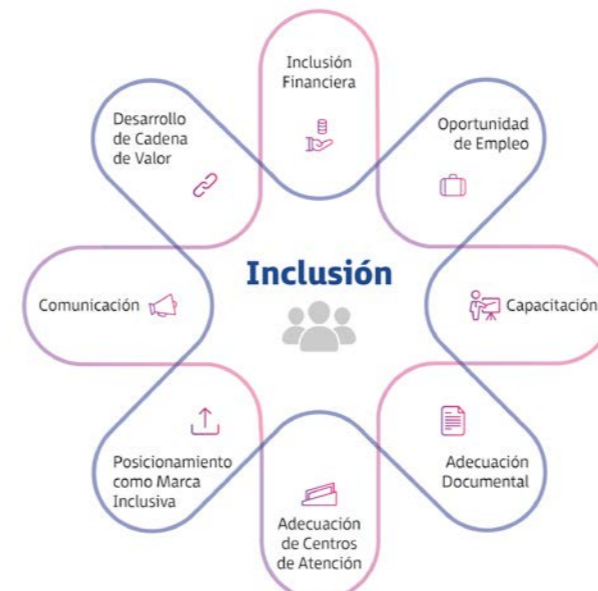 Inclusión
Financiera
Oportunidad
de Empleo
Capacitación
Adecuación
Documental
Adecuación
de Centros
de Atención
Posicionamiento
como Marca
Inclusiva
Comunicación
Desarrollo
de Cadena
de Valor
Inclusión